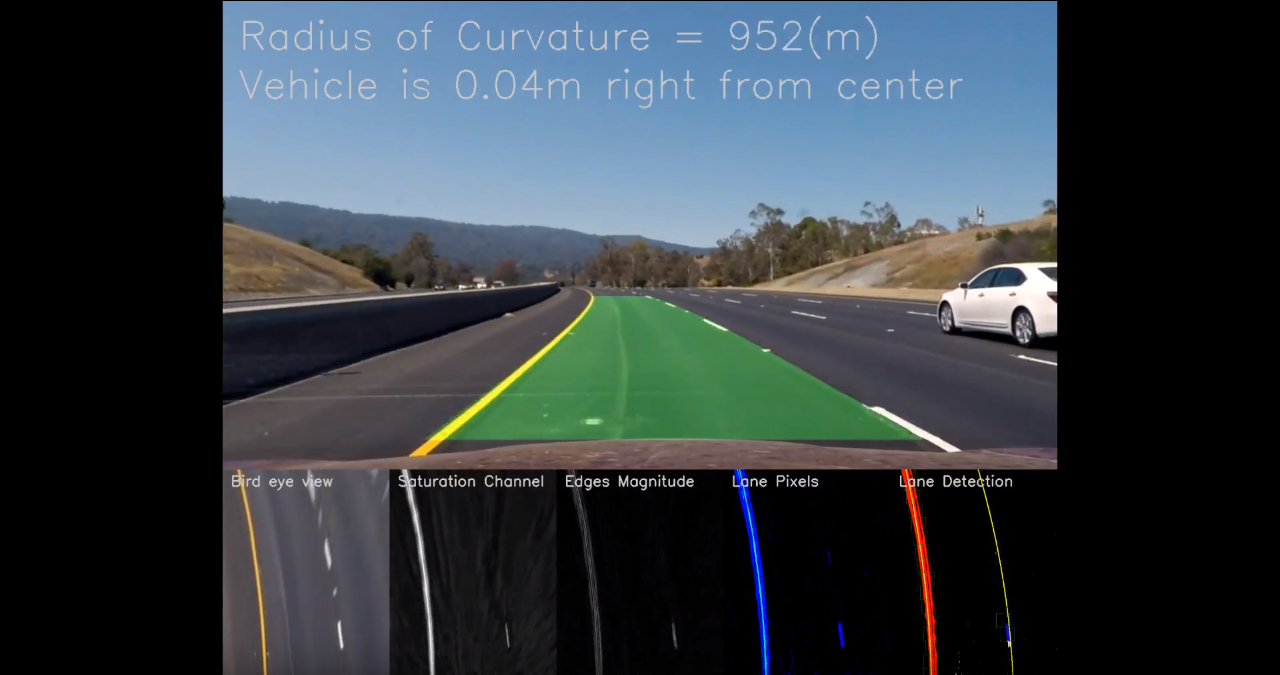 Radius of Curvature = 952(m)
Vehicle is 0.04m right from center
Bird eye view
Saturation Channel
Edges Magnitude
Lane Pixels
Lane Detection